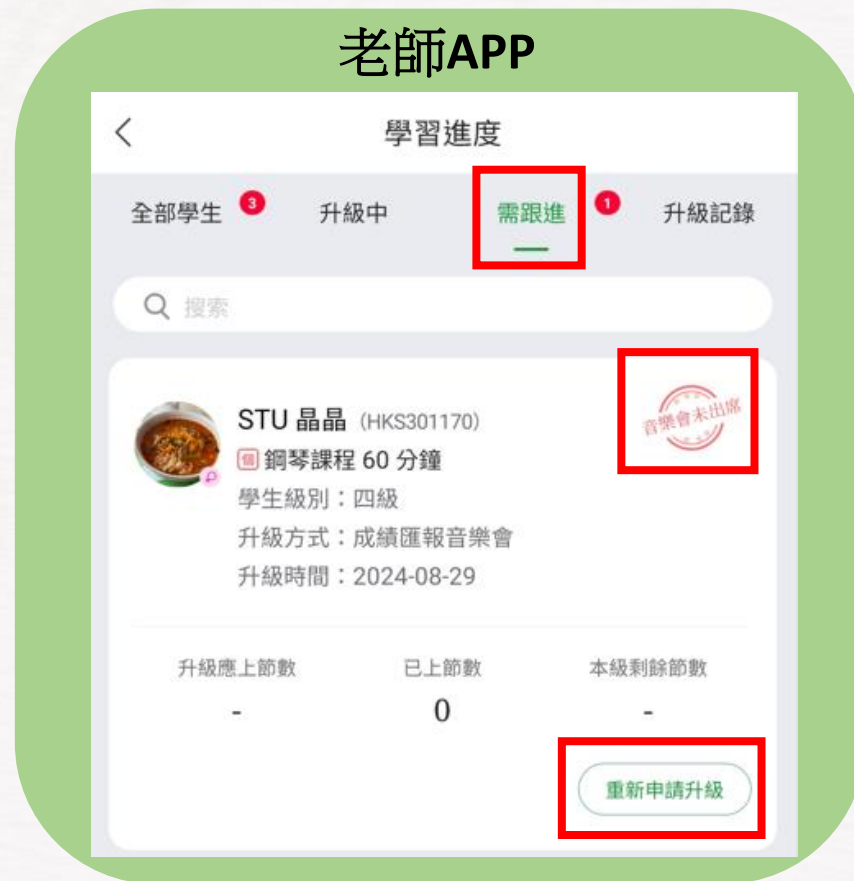 老師APP
學習進度
全部學生 3 升級中 需跟進 1 升級記錄
搜索
STU 晶晶 (HKS301170)
音樂會未出席
個 鋼琴課程 60 分鐘
學生級別：四級
升級方式：成績匯報音樂會
升級時間：2024-08-29
升級應上節數 已上節數 本級剩餘節數
- 0 -
重新申請升級